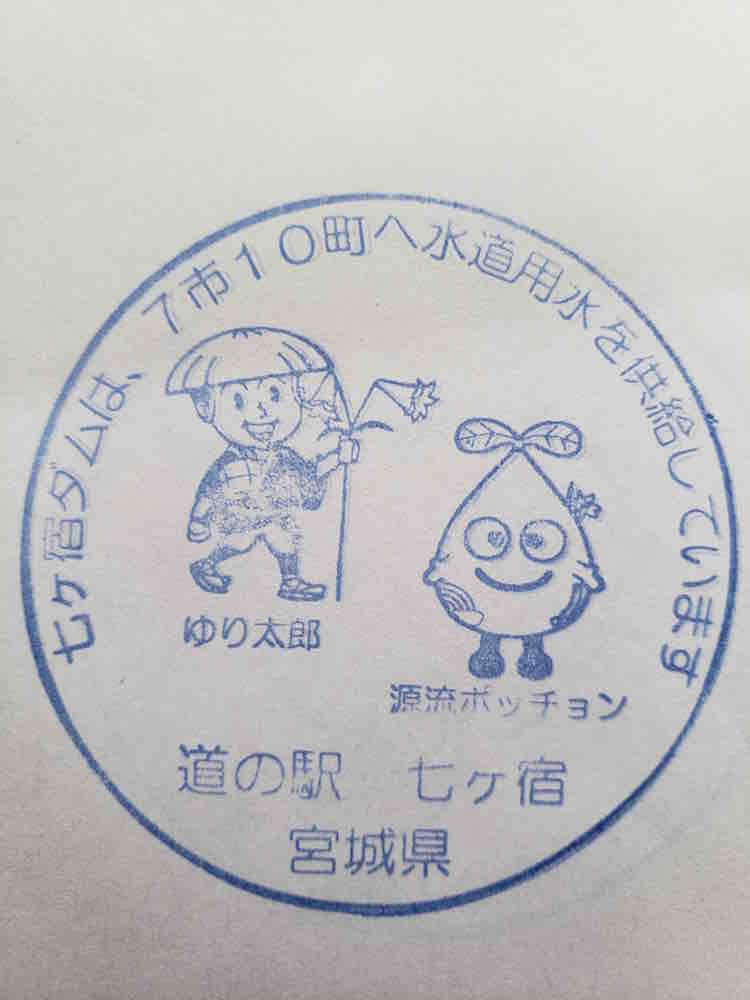 七ヶ宿ダムは、7市10町へ水道用水を供給しています
ゆり太郎
源流ポッチョン
道の駅 七ヶ宿
宮城県